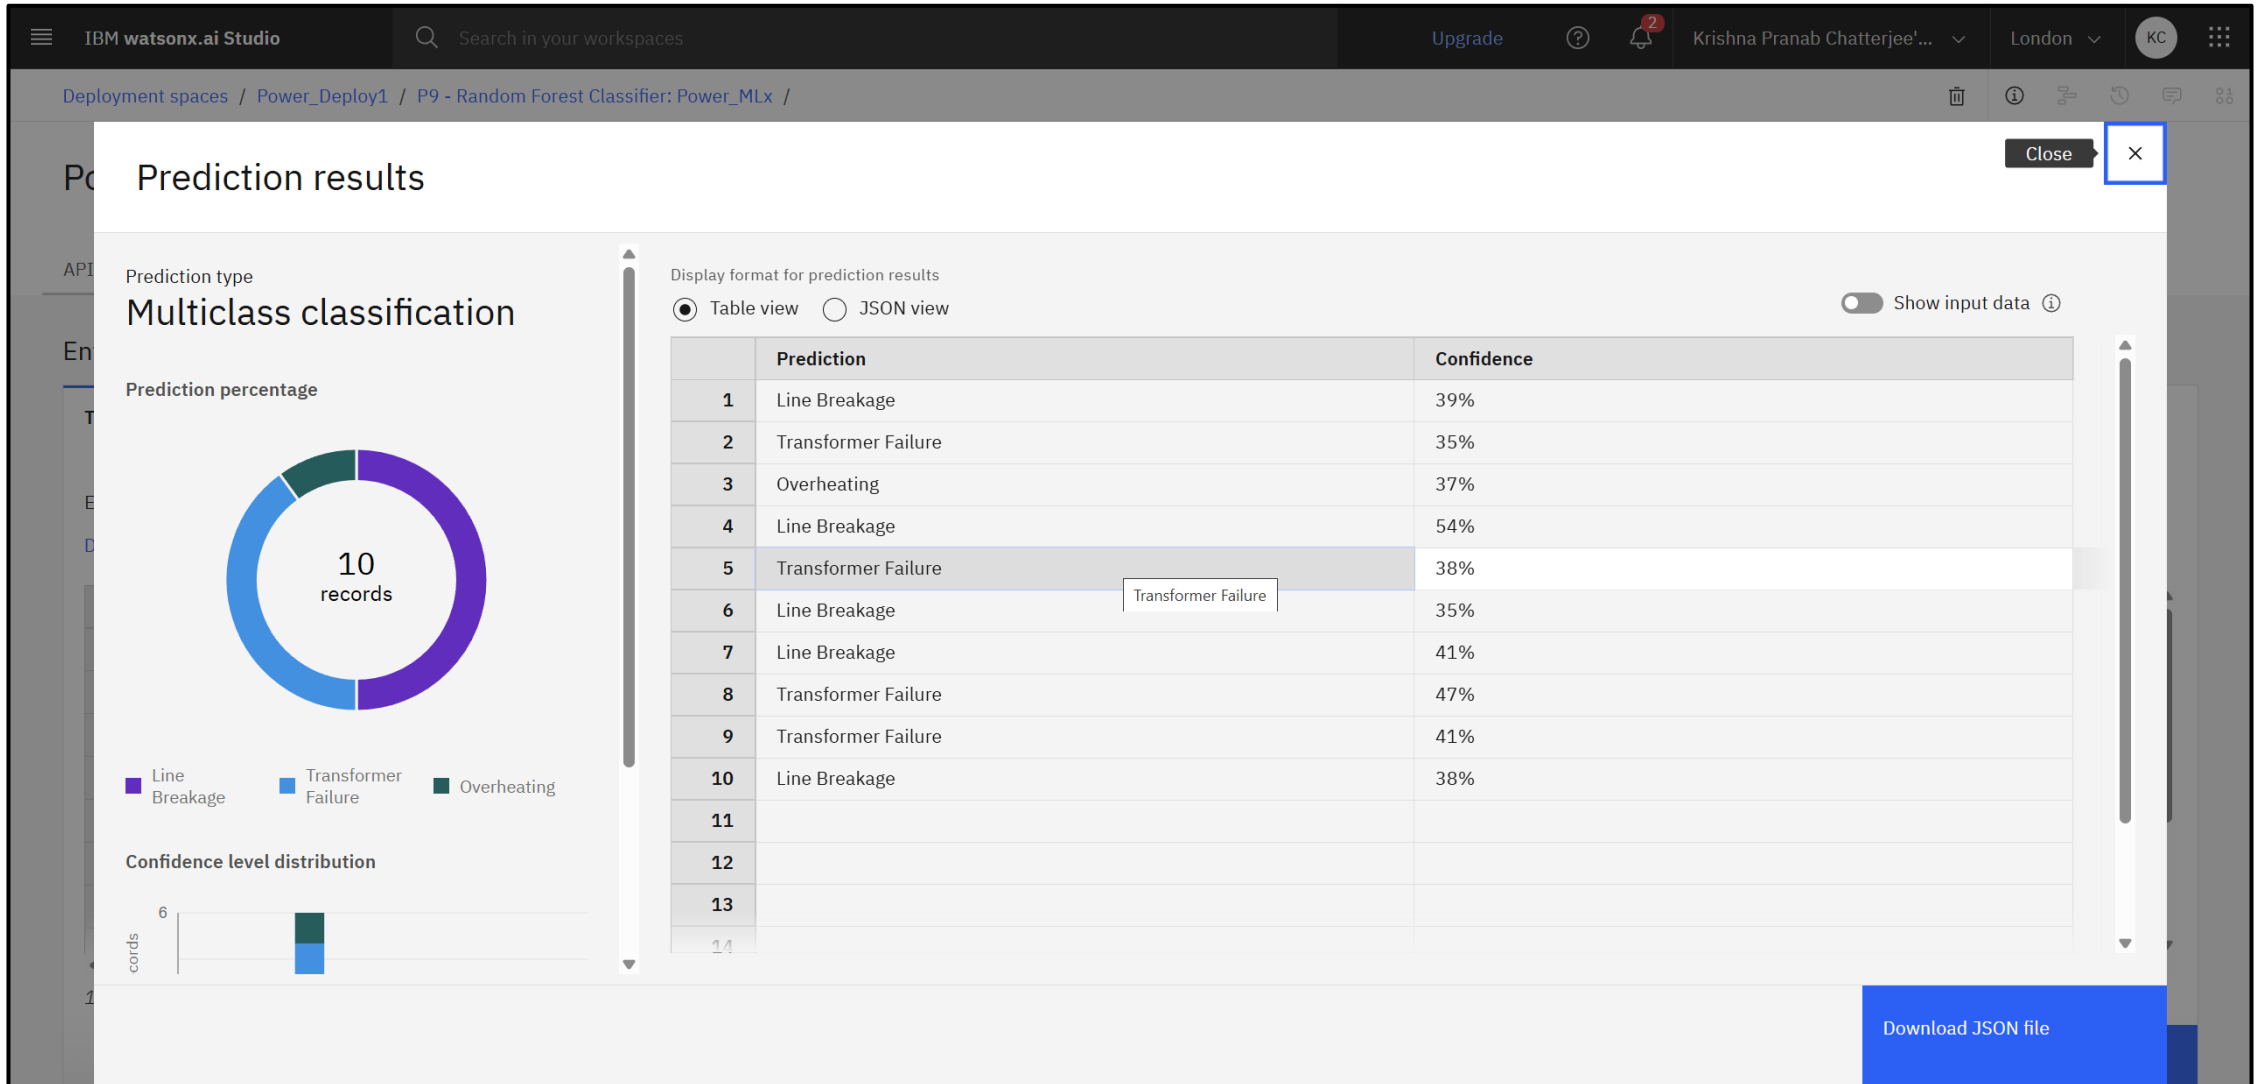 IBM watsonx.ai Studio
Search in your workspaces
Upgrade
2
Krishna Pranab Chatterjee'...
London
KC
Deployment spaces / Power_Deploy1 / P9 - Random Forest Classifier: Power_MLx /
Prediction results
Close
API
Prediction type
Multiclass classification
Prediction percentage
10
records
Line Breakage
Transformer Failure
Overheating
Confidence level distribution
6
Display format for prediction results
Table view
JSON view
Show input data
Prediction Confidence
1 Line Breakage 39%
2 Transformer Failure 35%
3 Overheating 37%
4 Line Breakage 54%
5 Transformer Failure 38%
Transformer Failure
6 Line Breakage 35%
7 Line Breakage 41%
8 Transformer Failure 47%
9 Transformer Failure 41%
10 Line Breakage 38%
11
12
13
14
Download JSON file